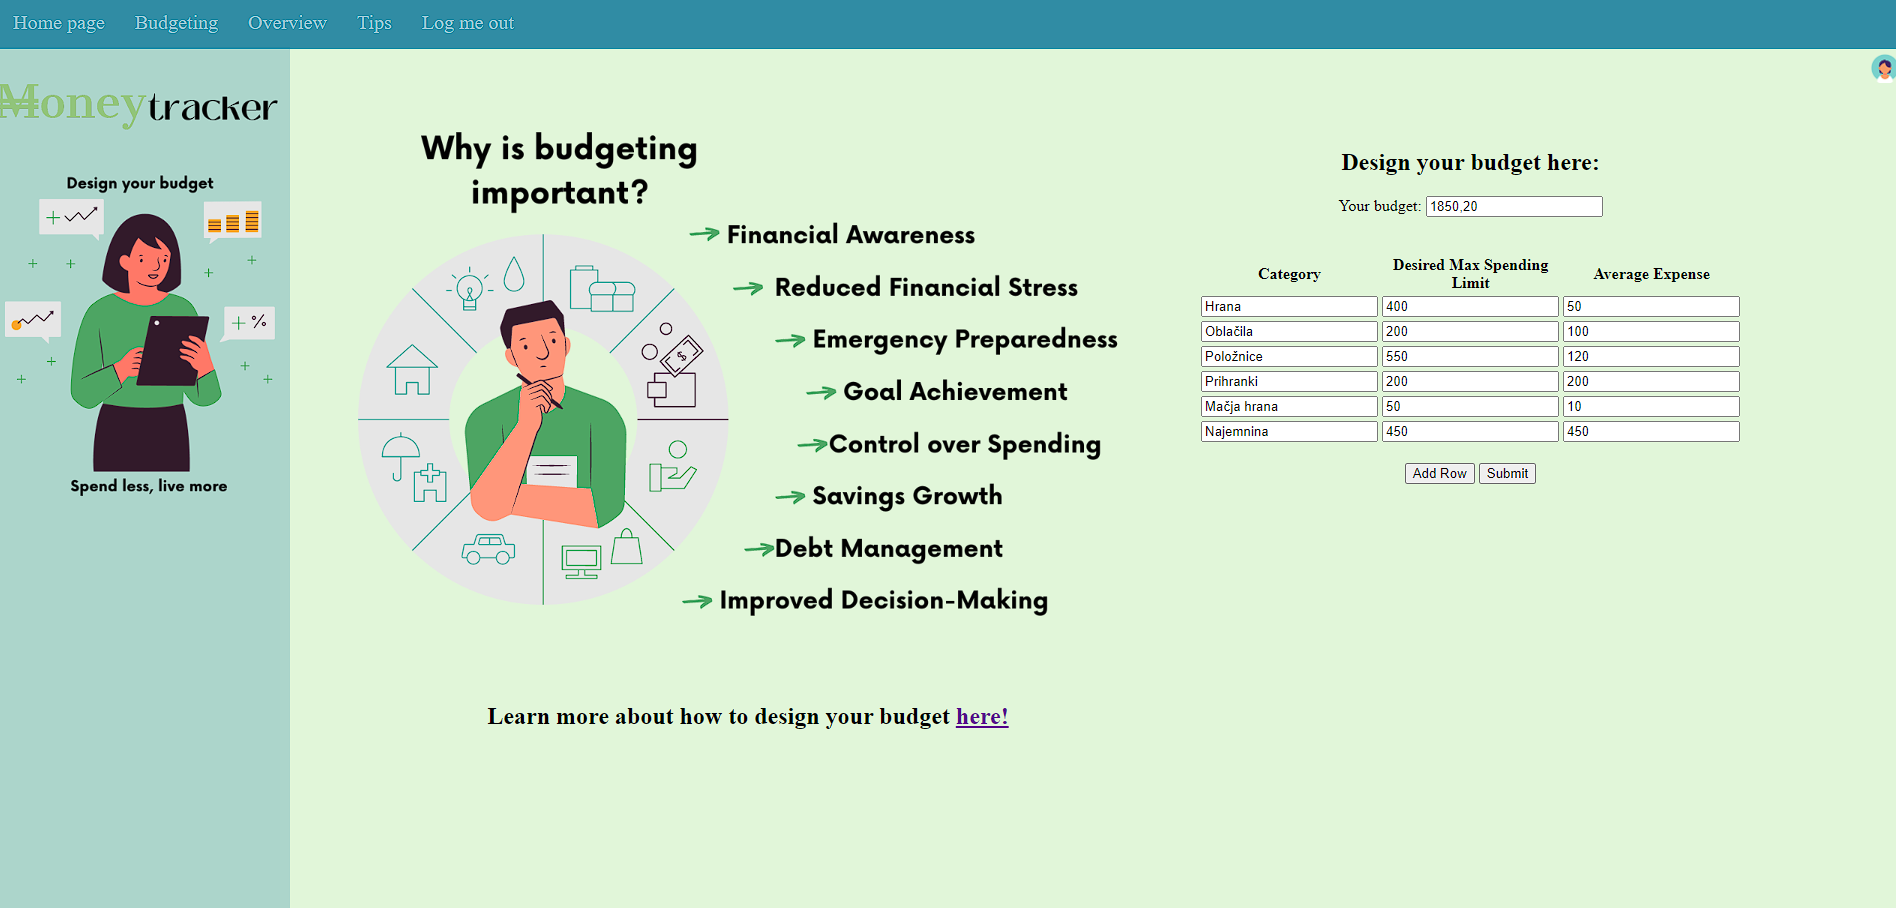 Home page Budgeting Overview Tips Log me out
Moneytracker
Design your budget
+ %
Spend less, live more
Why is budgeting
important?
Financial Awareness
Reduced Financial Stress
Emergency Preparedness
Goal Achievement
Control over Spending
Savings Growth
Debt Management
Improved Decision-Making
$
Learn more about how to design your budget here!
Design your budget here:
Your budget: 1850,20
Category Desired Max Spending Limit Average Expense
Hrana 400 50
Oblačila 200 100
Položnice 550 120
Prihranki 200 200
Mačja hrana 50 10
Najemnina 450 450
Add Row Submit